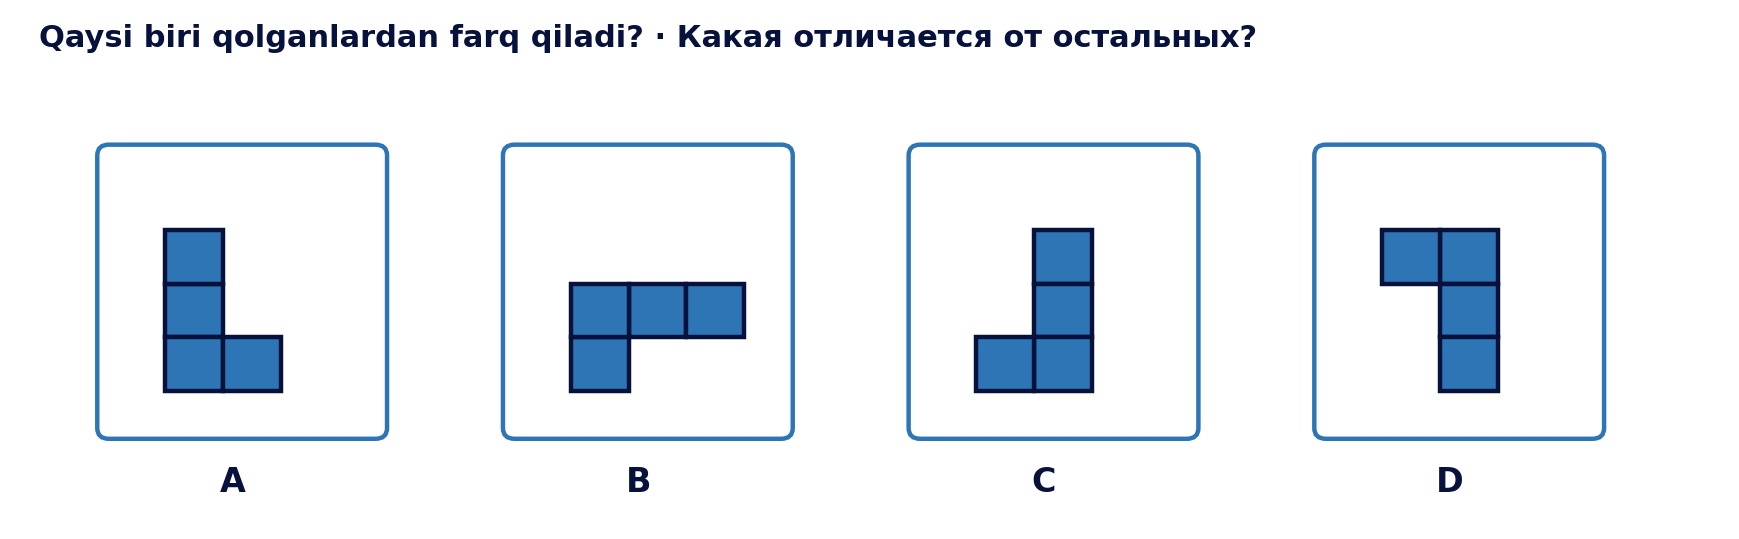 Qaysi biri qolganlardan farq qiladi? · Какая отличается от остальных?
A B C D